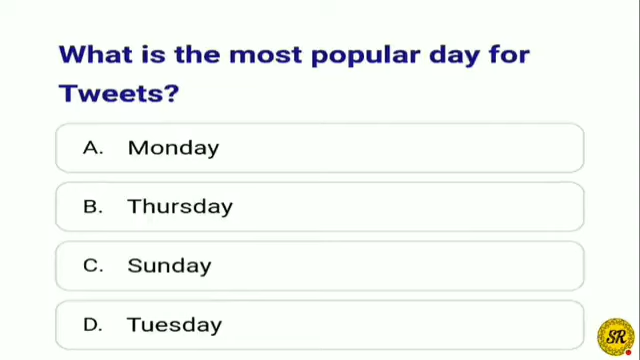 What is the most popular day for
Tweets?
A. Monday
B. Thursday
C. Sunday
D. Tuesday
SR